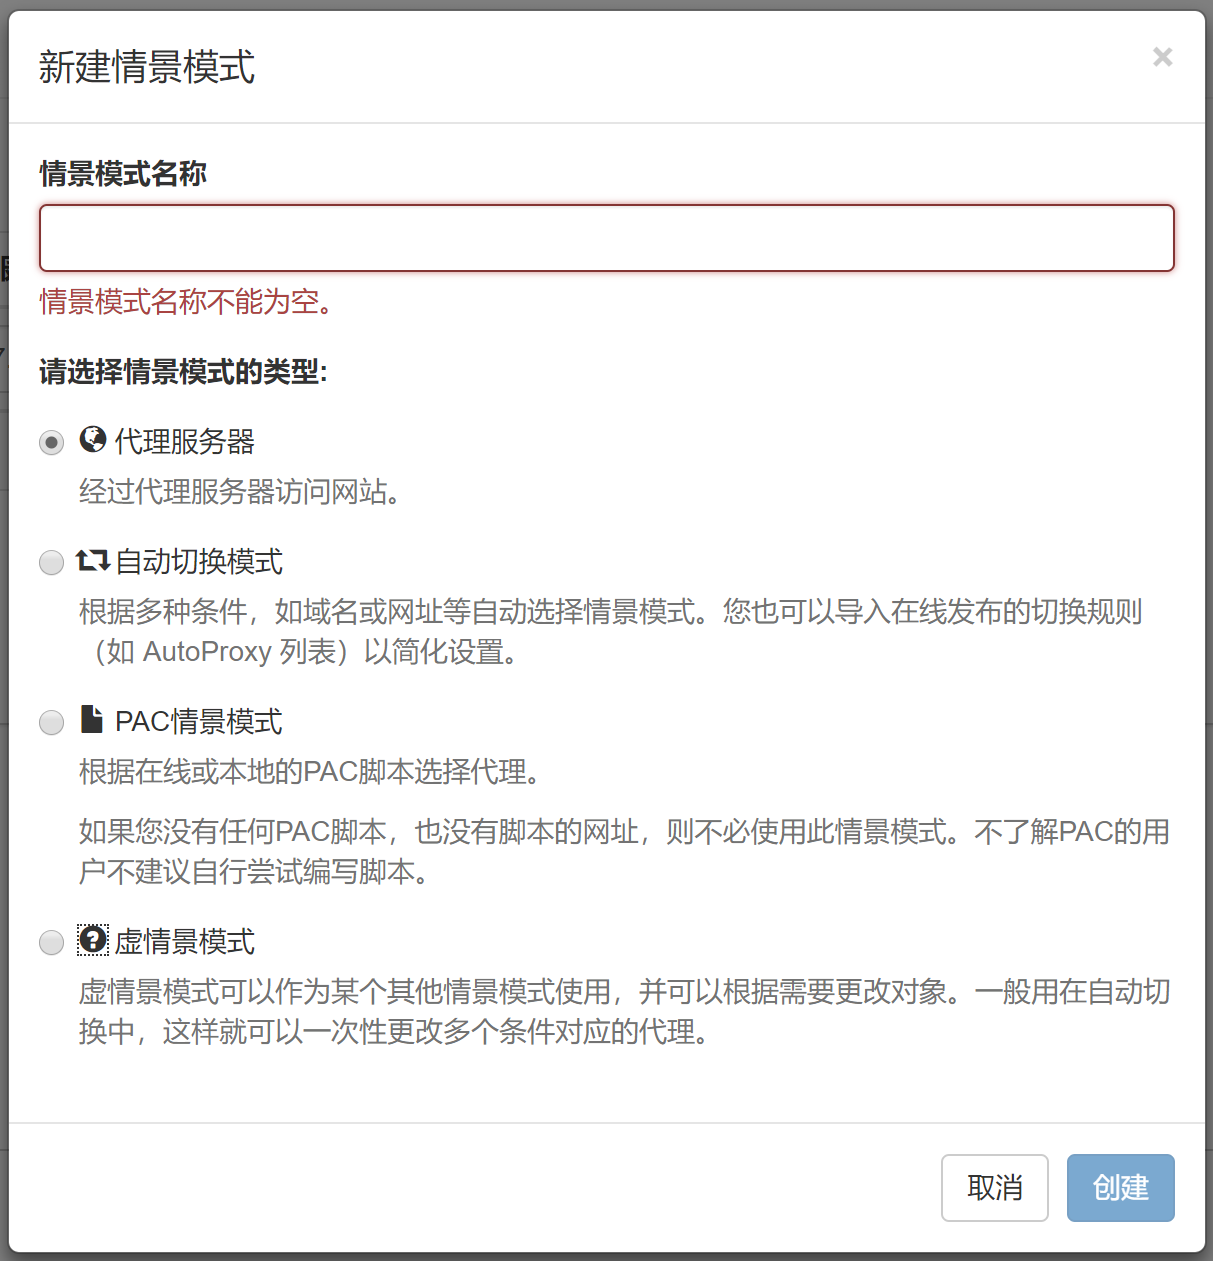 新建情景模式
×
情景模式名称
情景模式名称不能为空。
请选择情景模式的类型:
代理服务器
经过代理服务器访问网站。
自动切换模式
根据多种条件，如域名或网址等自动选择情景模式。您也可以导入在线发布的切换规则
（如 AutoProxy 列表）以简化设置。
PAC情景模式
根据在线或本地的PAC脚本选择代理。
如果您没有任何PAC脚本，也没有脚本的网址，则不必使用此情景模式。不了解PAC的用
户不建议自行尝试编写脚本。
虚情景模式
虚情景模式可以作为某个其他情景模式使用，并可以根据需要更改对象。一般用在自动切
换中，这样就可以一次性更改多个条件对应的代理。
取消
创建